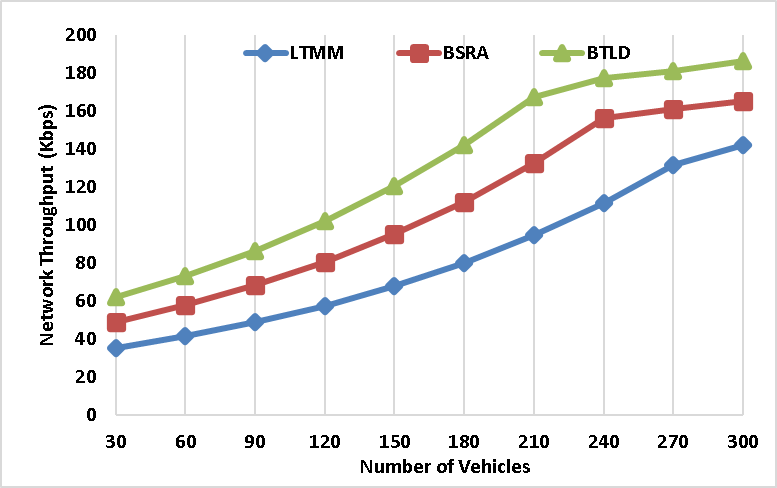 LTMM BSRA BTLD
200
180
160
140
120
100
80
60
40
20
0
Network Throughput (Kbps)
30 60 90 120 150 180 210 240 270 300
Number of Vehicles